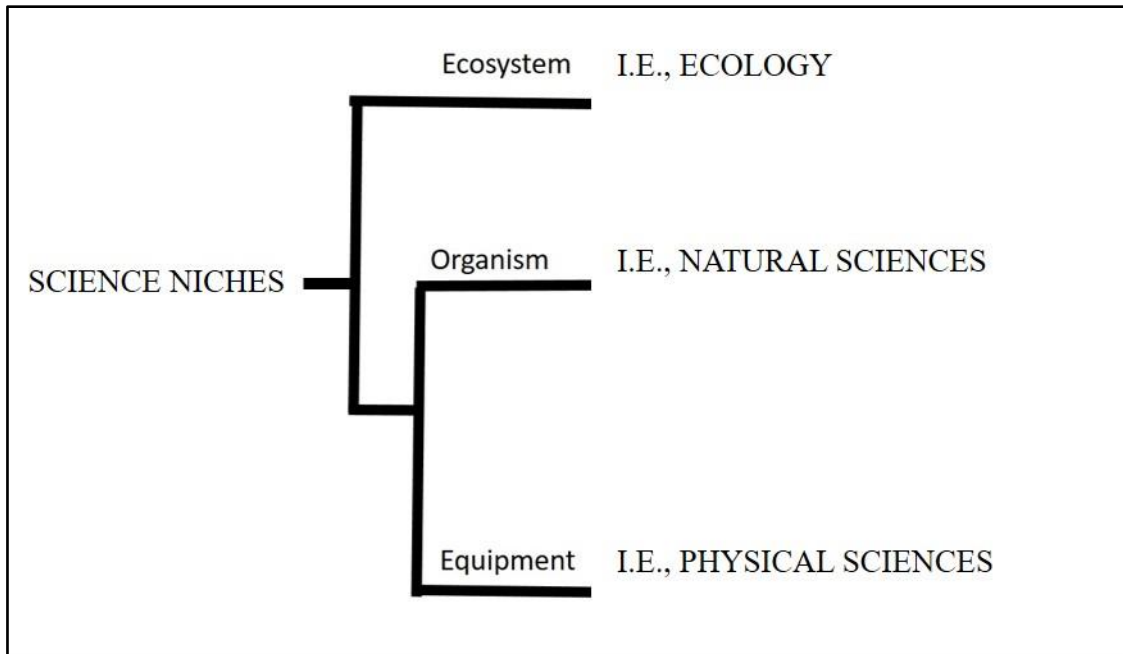 Ecosystem I.E., ECOLOGY
Organism I.E., NATURAL SCIENCES
SCIENCE NICHES
Equipment I.E., PHYSICAL SCIENCES